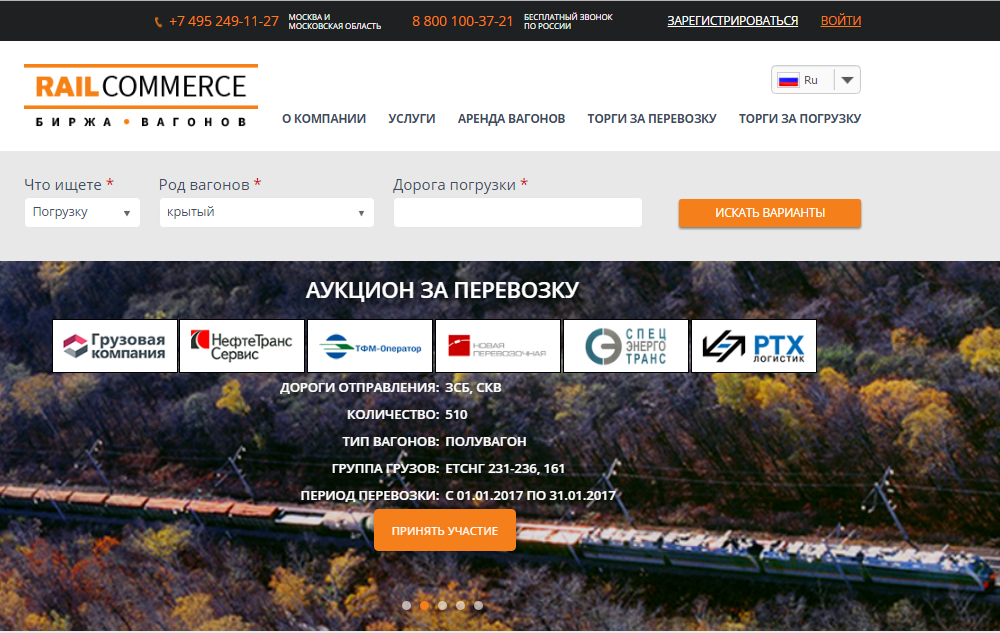 +7 495 249-11-27
МОСКВА И
МОСКОВСКАЯ ОБЛАСТЬ
8 800 100-37-21
БЕСПЛАТНЫЙ ЗВОНОК
ПО РОССИИ
ЗАРЕГИСТРИРОВАТЬСЯ
ВОЙТИ
RAILCOMMERCE
БИРЖА • ВАГОНОВ
Ru
О КОМПАНИИ
УСЛУГИ
АРЕНДА ВАГОНОВ
ТОРГИ ЗА ПЕРЕВОЗКУ
ТОРГИ ЗА ПОГРУЗКУ
Что ищете *
Род вагонов *
Дорога погрузки *
Погрузку
крытый
ИСКАТЬ ВАРИАНТЫ
АУКЦИОН ЗА ПЕРЕВОЗКУ
Грузовая
компания
НефтеТранс
Сервис
ТФМ-Оператор
НОВАЯ
ПЕРЕВОЗОЧНАЯ
СПЕЦ
ЭНЕРГО
ТРАНС
РТХ
ЛОГИСТИК
ДОРОГИ ОТПРАВЛЕНИЯ: ЗСБ, СКВ
КОЛИЧЕСТВО: 510
ТИП ВАГОНОВ: ПОЛУВАГОН
ГРУППА ГРУЗОВ: ЕТСНГ 231-236, 161
ПЕРИОД ПЕРЕВОЗКИ: С 01.01.2017 ПО 31.01.2017
ПРИНЯТЬ УЧАСТИЕ